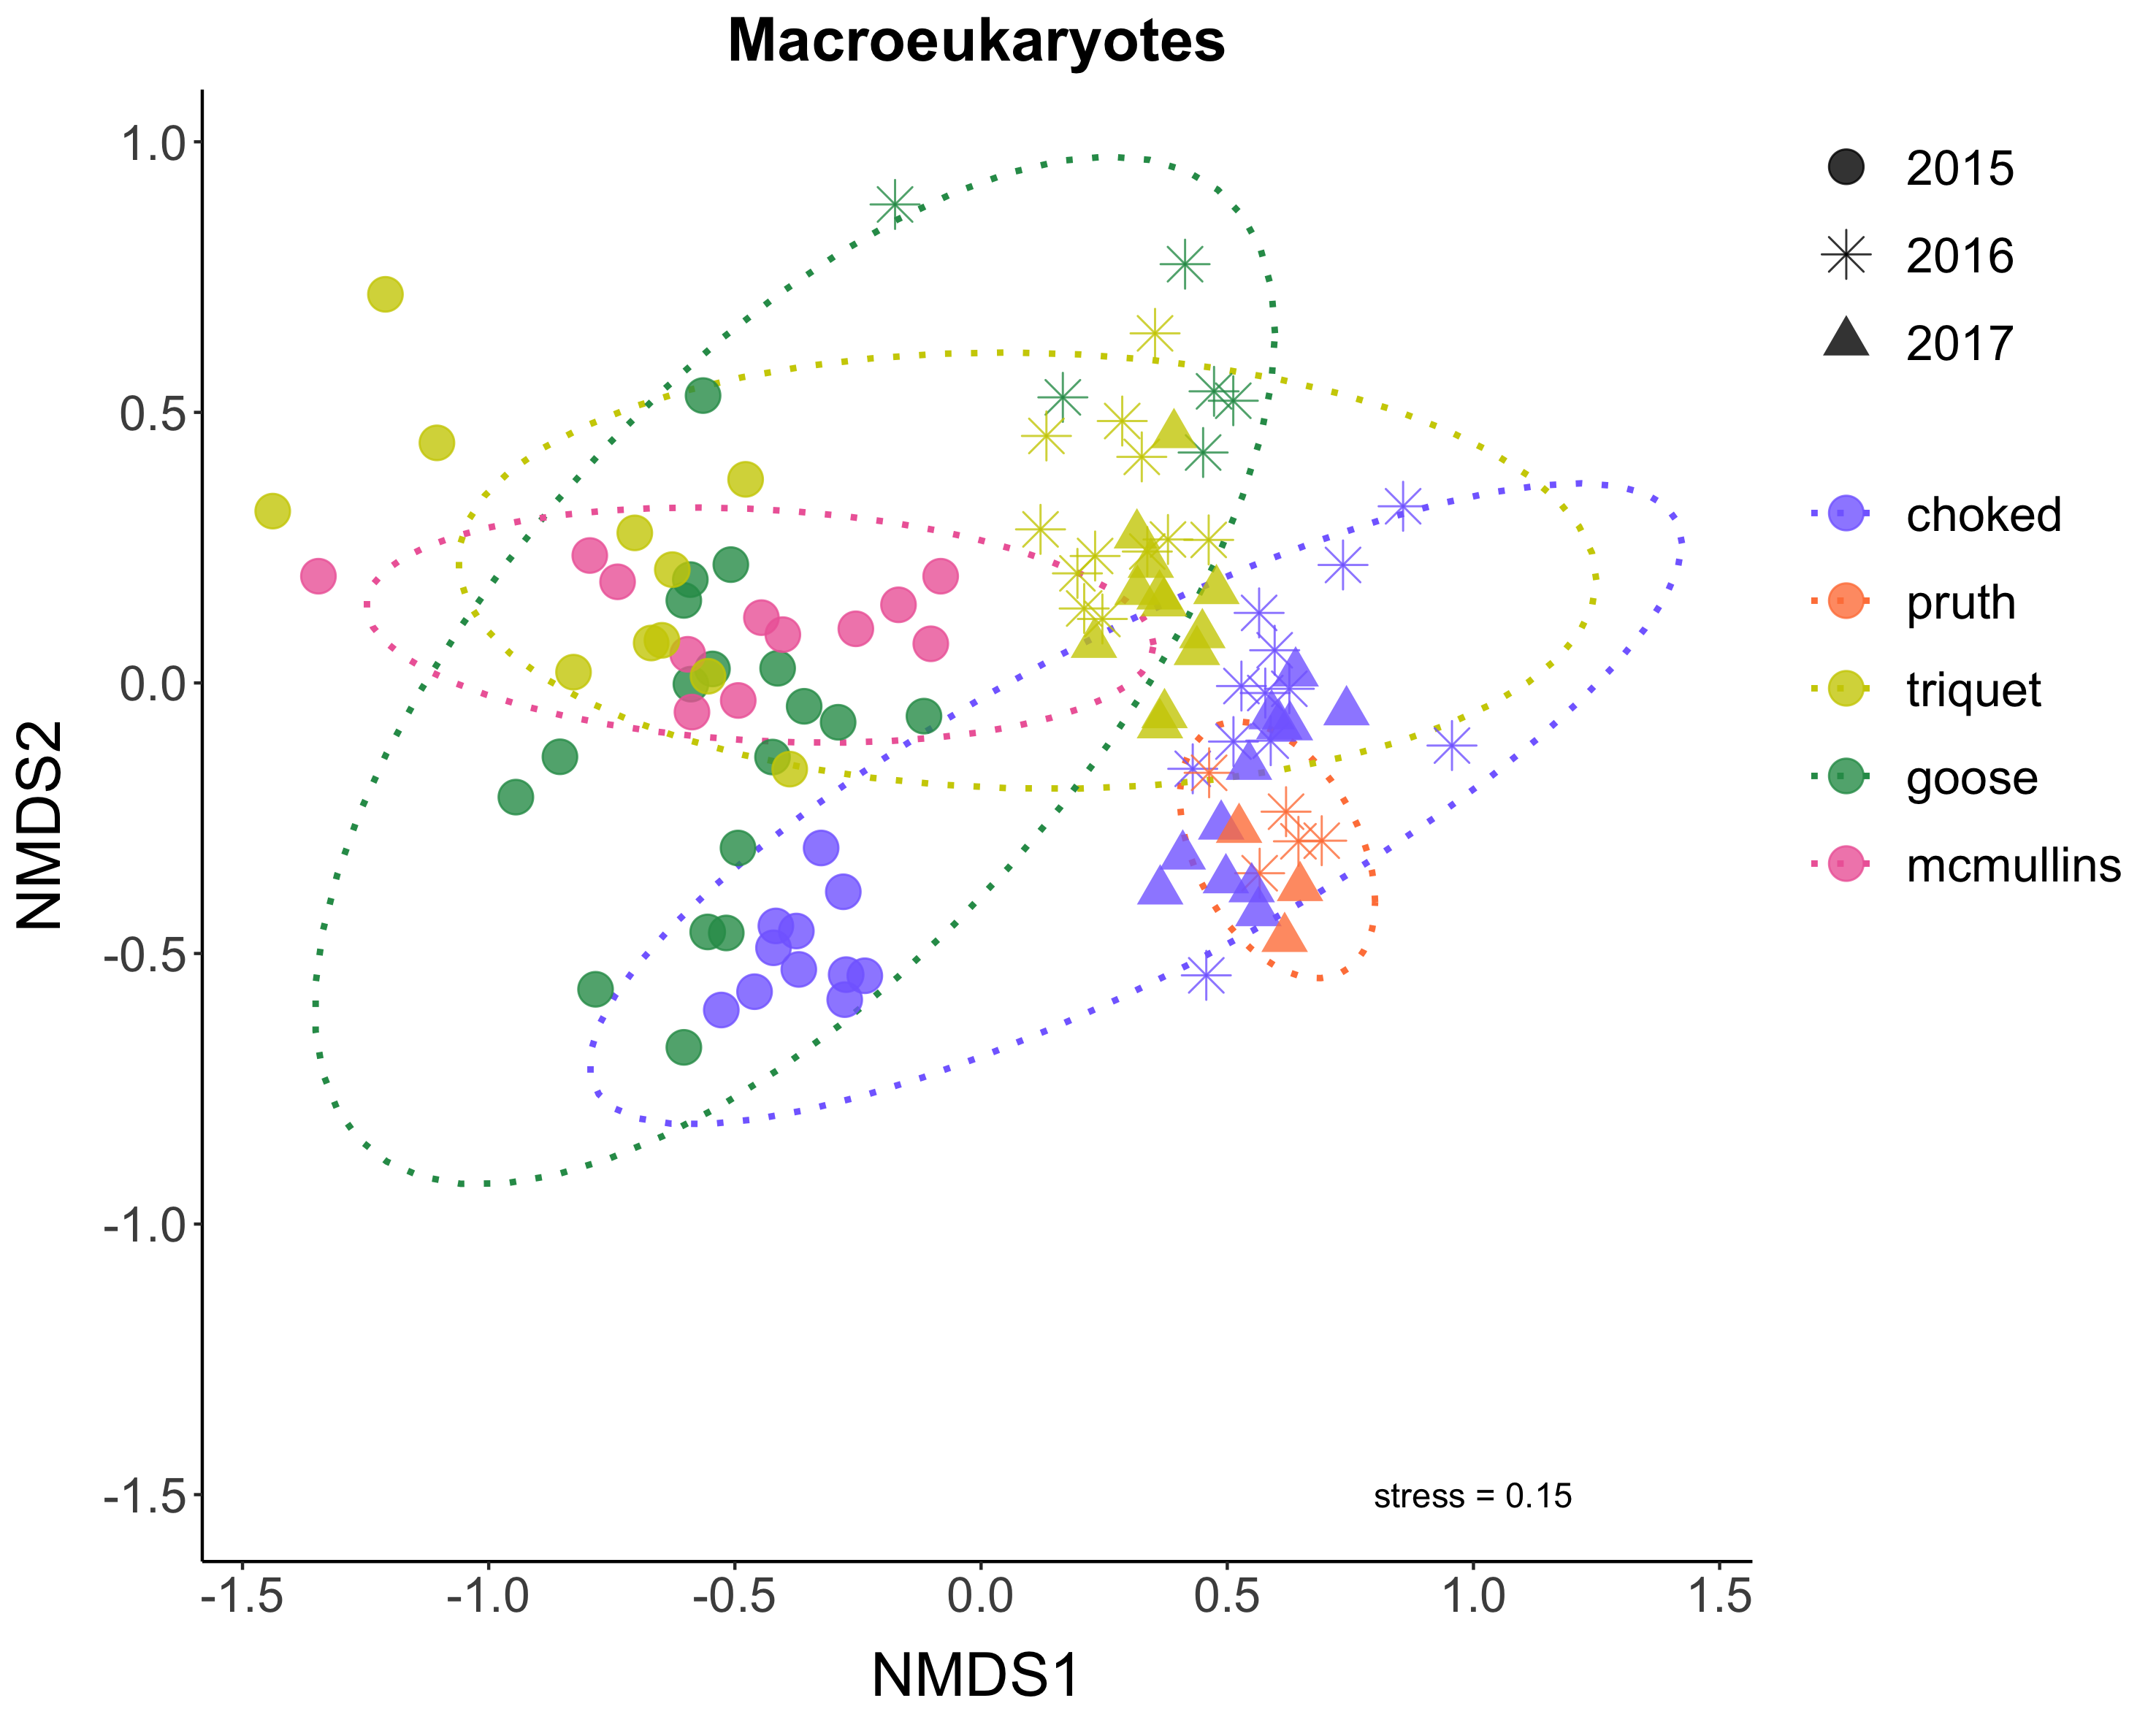 Macroeukaryotes
1.0
0.5
0.0
-0.5
-1.0
-1.5
NMDS2
-1.5 -1.0 -0.5 0.0 0.5 1.0 1.5
NMDS1
stress = 0.15
2015
2016
2017
choked
pruth
triquet
goose
mcmullins